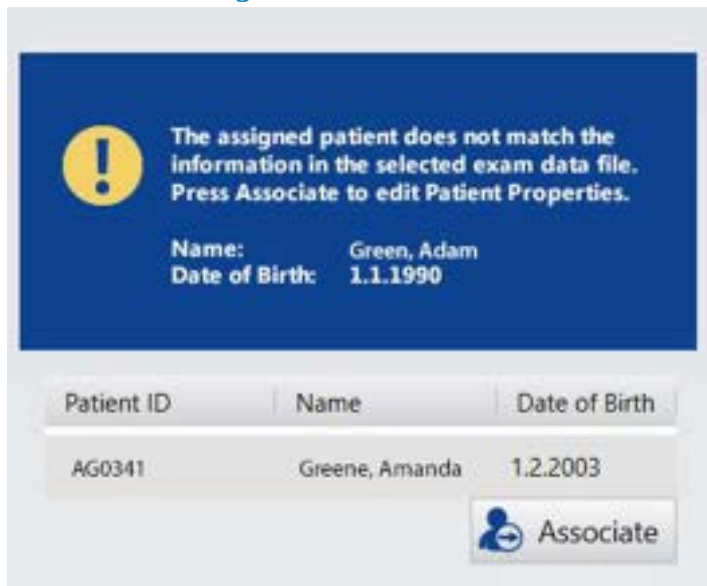 The assigned patient does not match the
information in the selected exam data file.
Press Associate to edit Patient Properties.
Name: Green, Adam
Date of Birth: 1.1.1990
Patient ID Name Date of Birth
AG0341 Greene, Amanda 1.2.2003
Associate